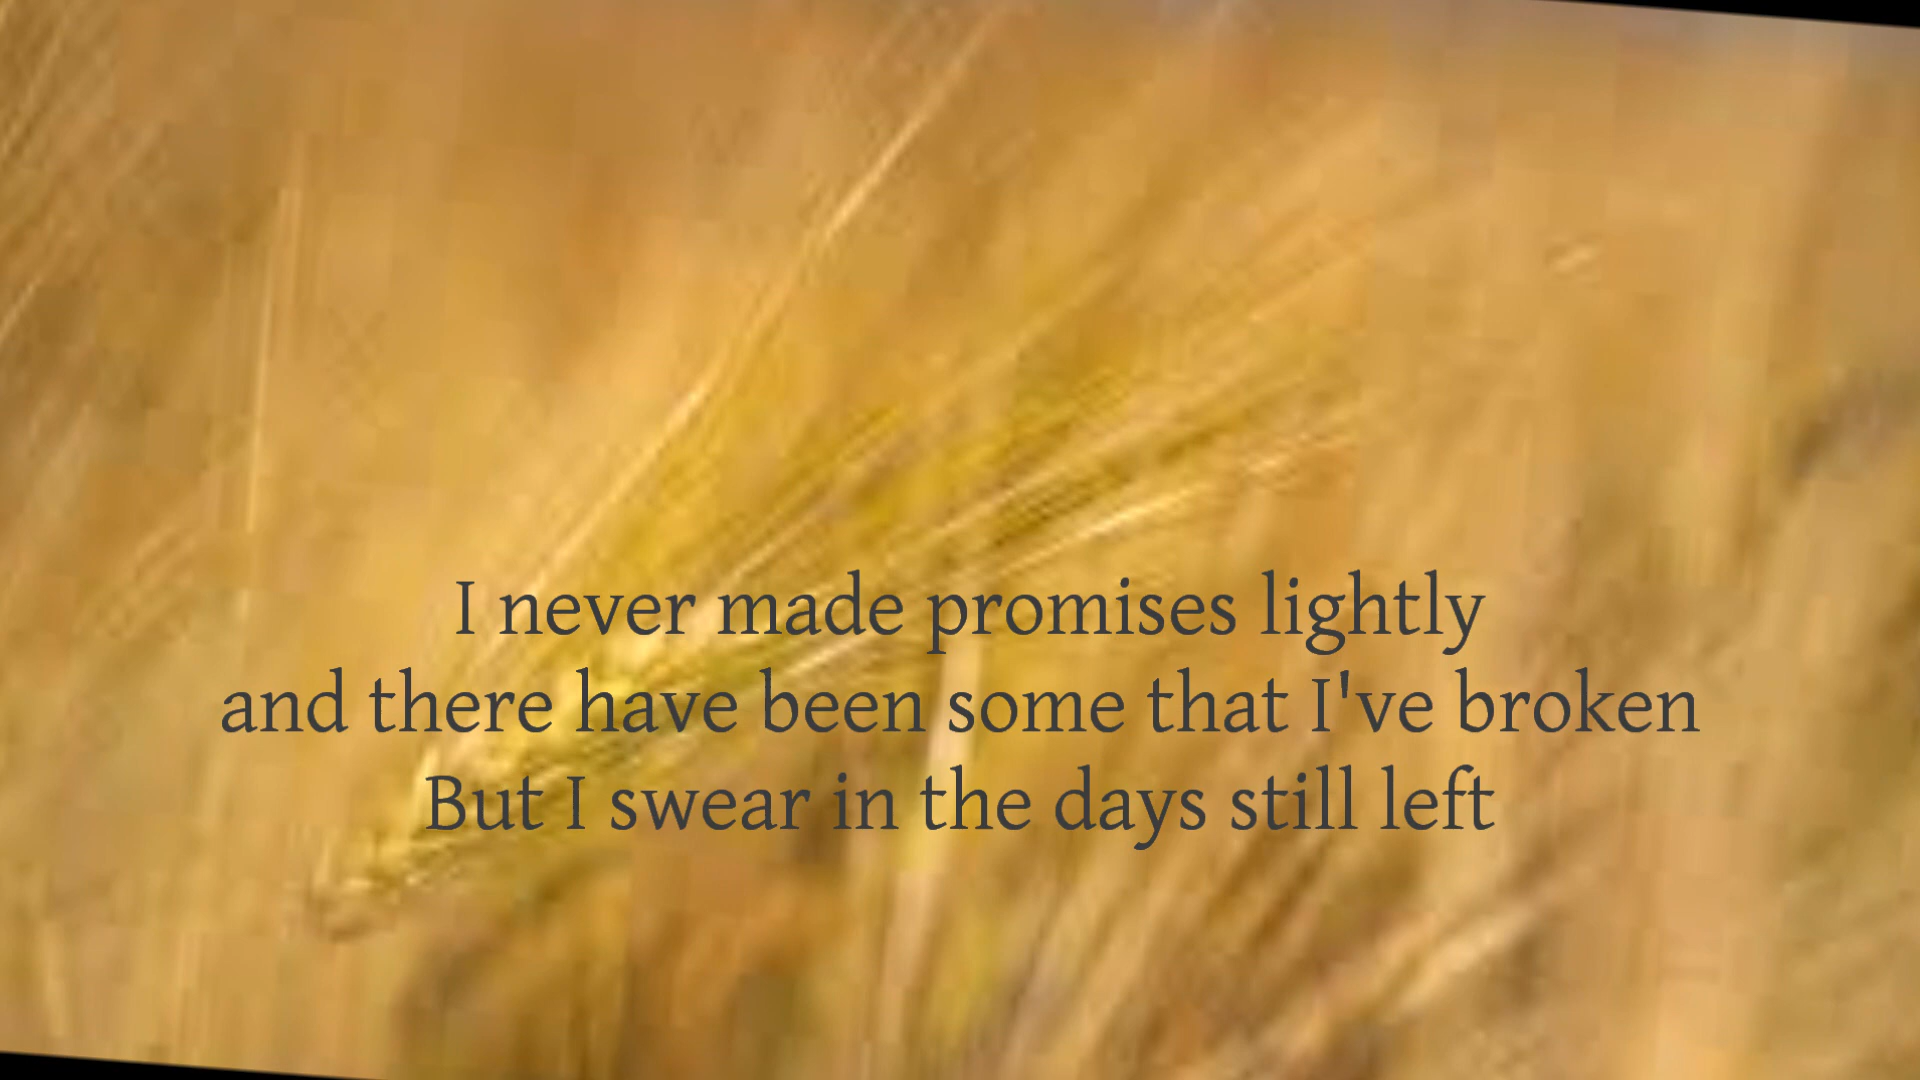 I never made promises lightly
and there have been some that I've broken
But I swear in the days still left